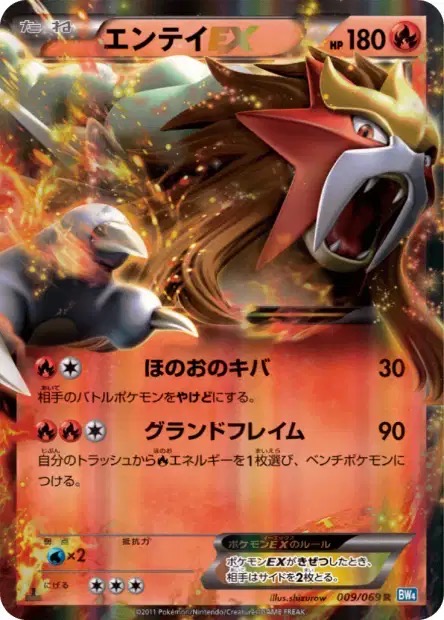 たね エンテイEX HP180
ほのおのキバ 30
相手のバトルポケモンをやけどにする。
グランドフレイム 90
自分のトラッシュから エネルギーを1枚選び、ベンチポケモンに
つける。
弱点 抵抗力
×2
ポケモンEXのルール
ポケモンEXがきぜつしたとき、
相手はサイドを2枚とる。
にげる
illus.shizurow 009/069 R BW4
©2011 Pokémon/Nintendo/Creatures/GAME FREAK